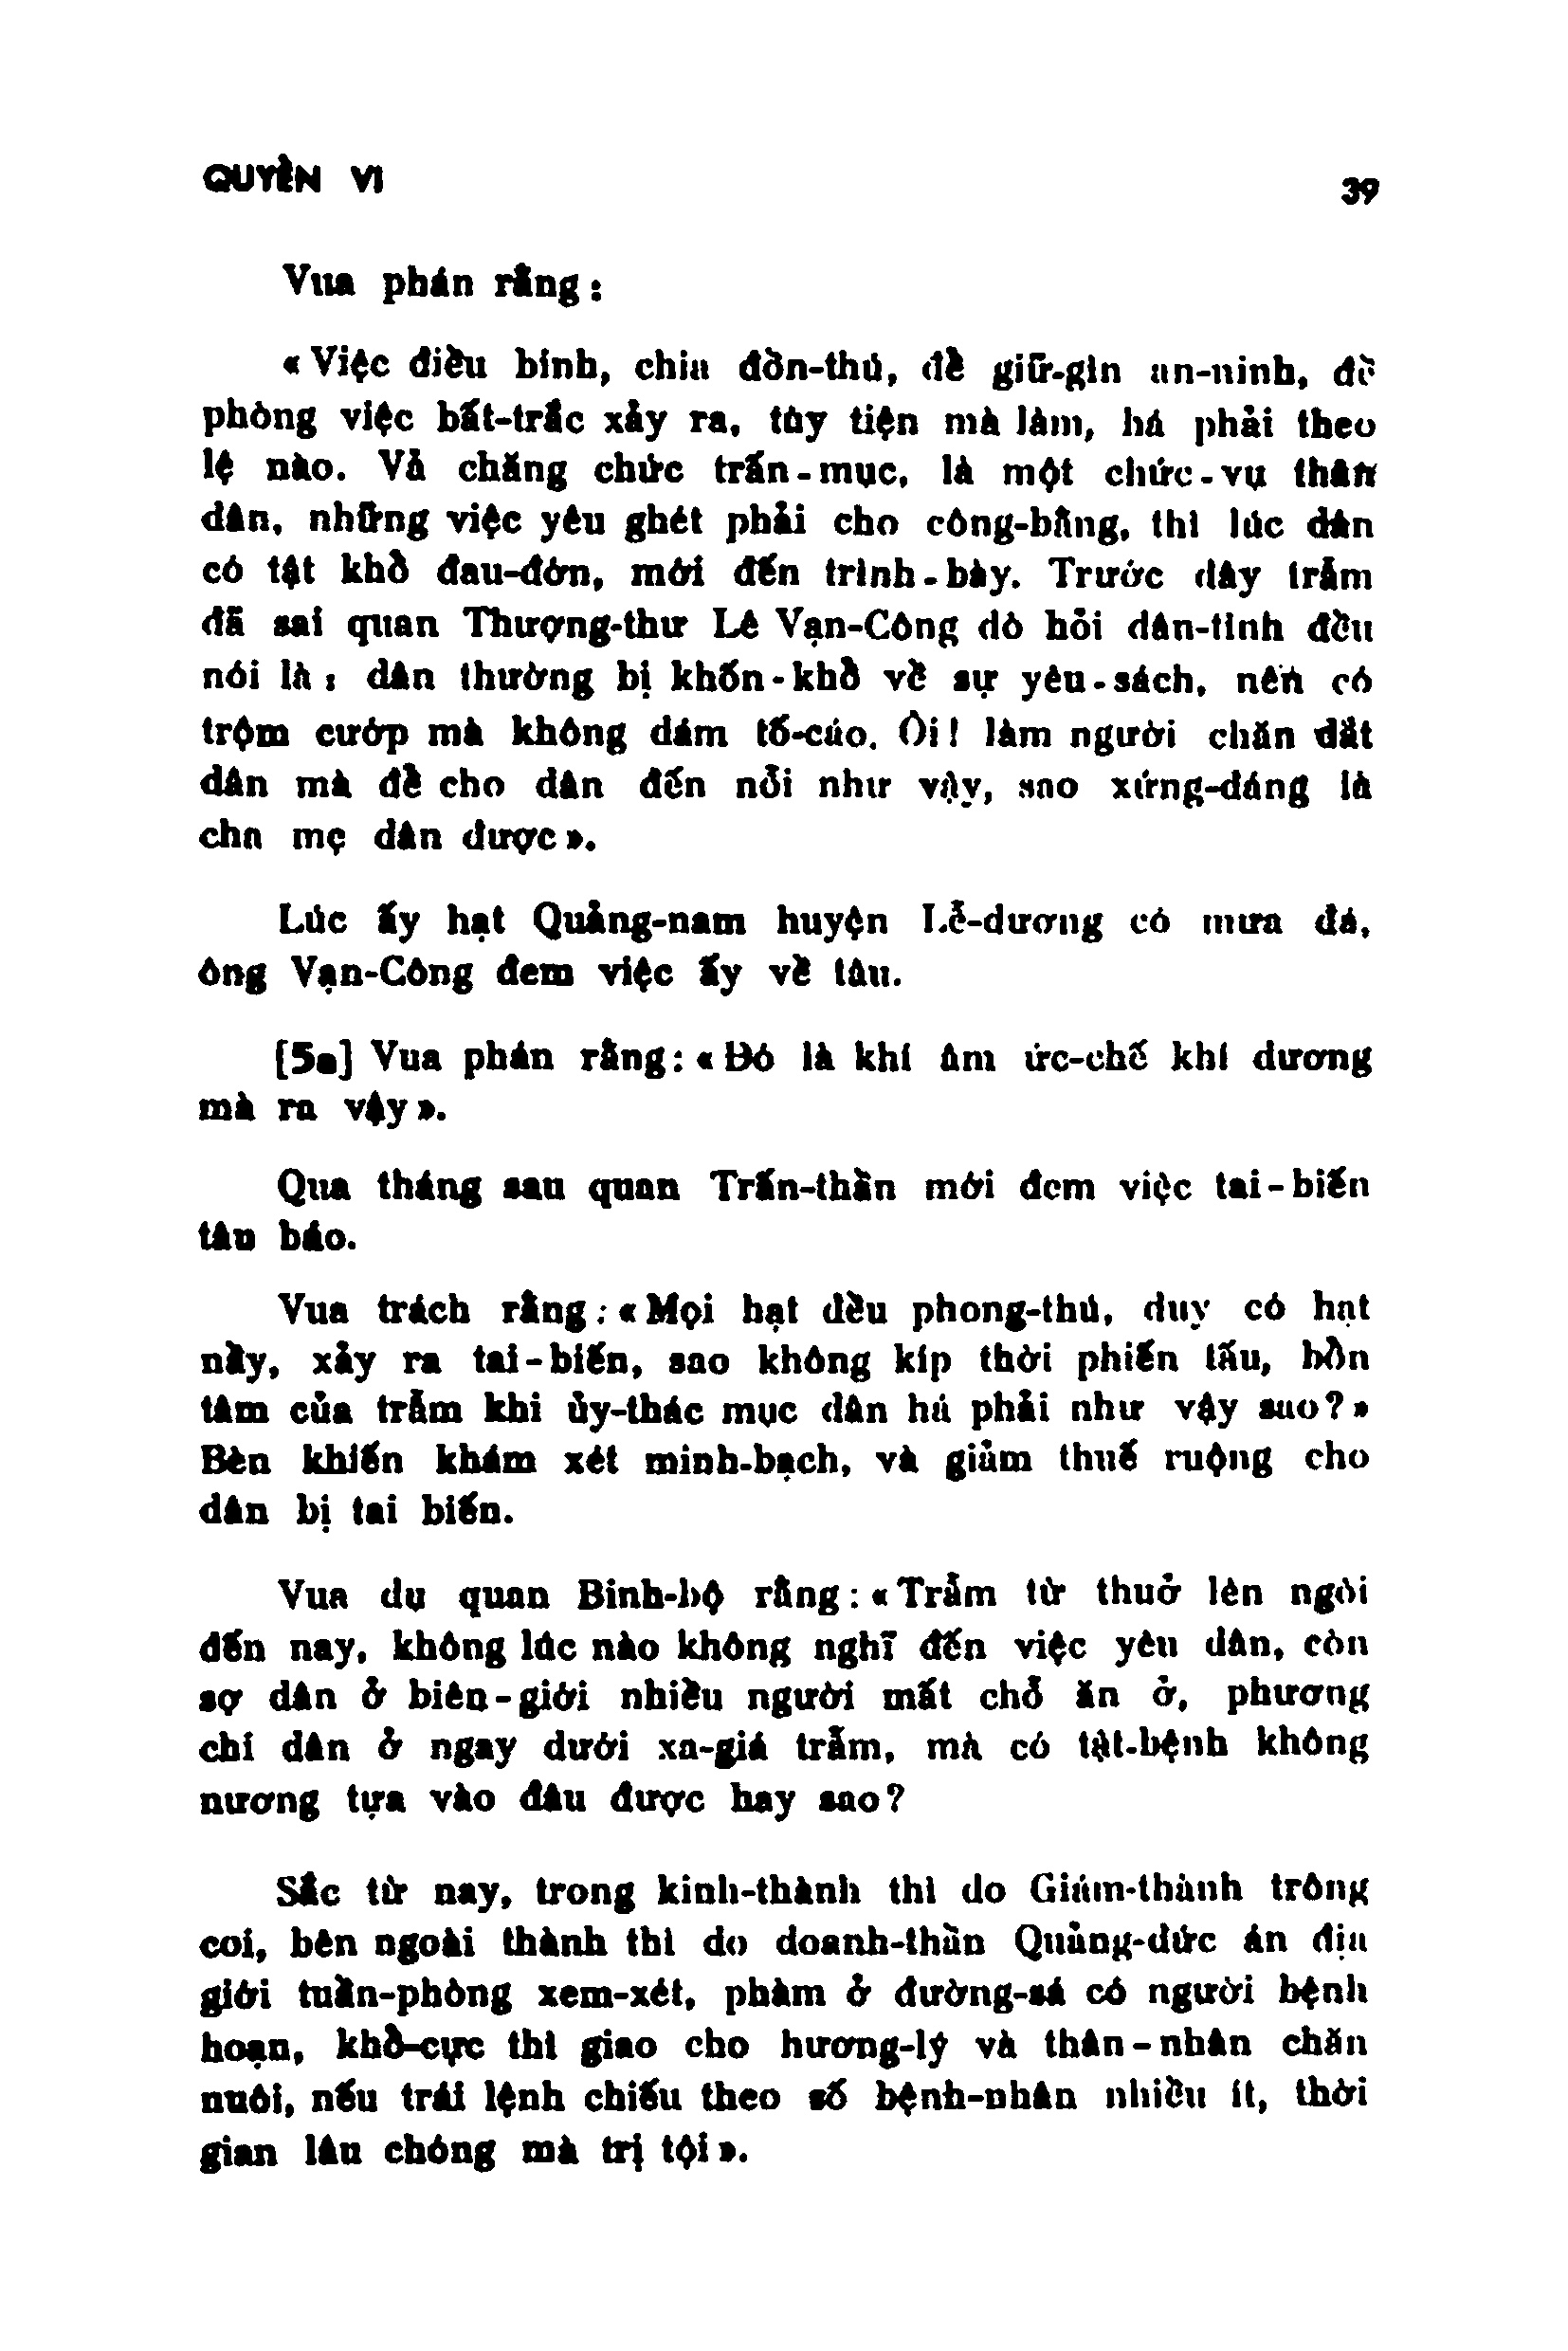 QUYỂN VI 39
Vua phán rằng :
« Việc điều binh, chia đồn-thú, để giữ-gìn an-ninh, đề
phòng việc bất-trắc xảy ra, tùy tiện mà làm, há phải theo
lệ nào. Vả chăng chức trấn-mục, là một chức-vụ thân
dân, những việc yêu ghét phải cho công-bằng, thì lúc dân
có tật khổ đau-đớn, mới đến trình-bày. Trước đây trẫm
đã sai quan Thượng-thư Lê Vạn-Công dò hỏi dân-tình đều
nói là : dân thường bị khốn-khổ về sự yêu-sách, nên có
trộm cướp mà không dám tố-cáo. Ôi ! làm người chăn dắt
dân mà để cho dân đến nỗi như vậy, sao xứng-đáng là
cha mẹ dân được ».
Lúc ấy hạt Quảng-nam huyện Lễ-dương có mưa đá,
ông Vạn-Công đem việc ấy về tâu.
[5a] Vua phán rằng : « Đó là khí âm ức-chế khí dương
mà ra vậy ».
Qua tháng sau quan Trấn-thần mới đem việc tai-biến
tâu báo.
Vua trách rằng : « Mọi hạt đều phong-thú, duy có hạt
nầy, xảy ra tai-biến, sao không kíp thời phiến tấu, bổn
tâm của trẫm khi ủy-thác mục dân há phải như vậy sao ? »
Bèn khiến khám xét minh-bạch, và giảm thuế ruộng cho
dân bị tai biến.
Vua dụ quan Binh-bộ rằng : « Trẫm từ thuở lên ngôi
đến nay, không lúc nào không nghĩ đến việc yên dân, còn
sợ dân ở biên-giới nhiều người mất chỗ ăn ở, phương
chi dân ở ngay dưới xa-giá trẫm, mà có tật-bệnh không
nương tựa vào đâu được hay sao ?
Sắc từ nay, trong kinh-thành thì do Giám-thành trông
coi, bên ngoài thành thì do doanh-thần Quảng-đức án địa
giới tuần-phòng xem-xét, phàm ở đường-sá có người bệnh
hoạn, khổ-cực thì giao cho hương-lý và thân-nhân chăn
nuôi, nếu trái lệnh chiếu theo số bệnh-nhân nhiều ít, thời
gian lâu chóng mà trị tội ».